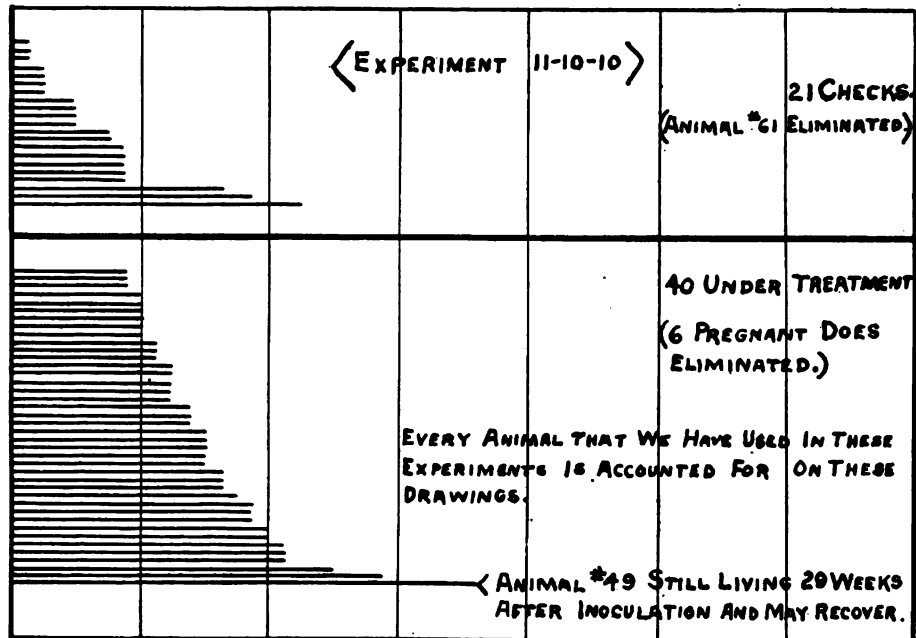 <EXPERIMENT 11-10-10>
21 CHECKS.
(ANIMAL #61 ELIMINATED)
40 UNDER TREATMENT
(6 PREGNANT DOES
ELIMINATED.)
EVERY ANIMAL THAT WE HAVE USED IN THESE
EXPERIMENTS IS ACCOUNTED FOR ON THESE
DRAWINGS.
ANIMAL #49 STILL LIVING 29 WEEKS
AFTER INOCULATION AND MAY RECOVER.